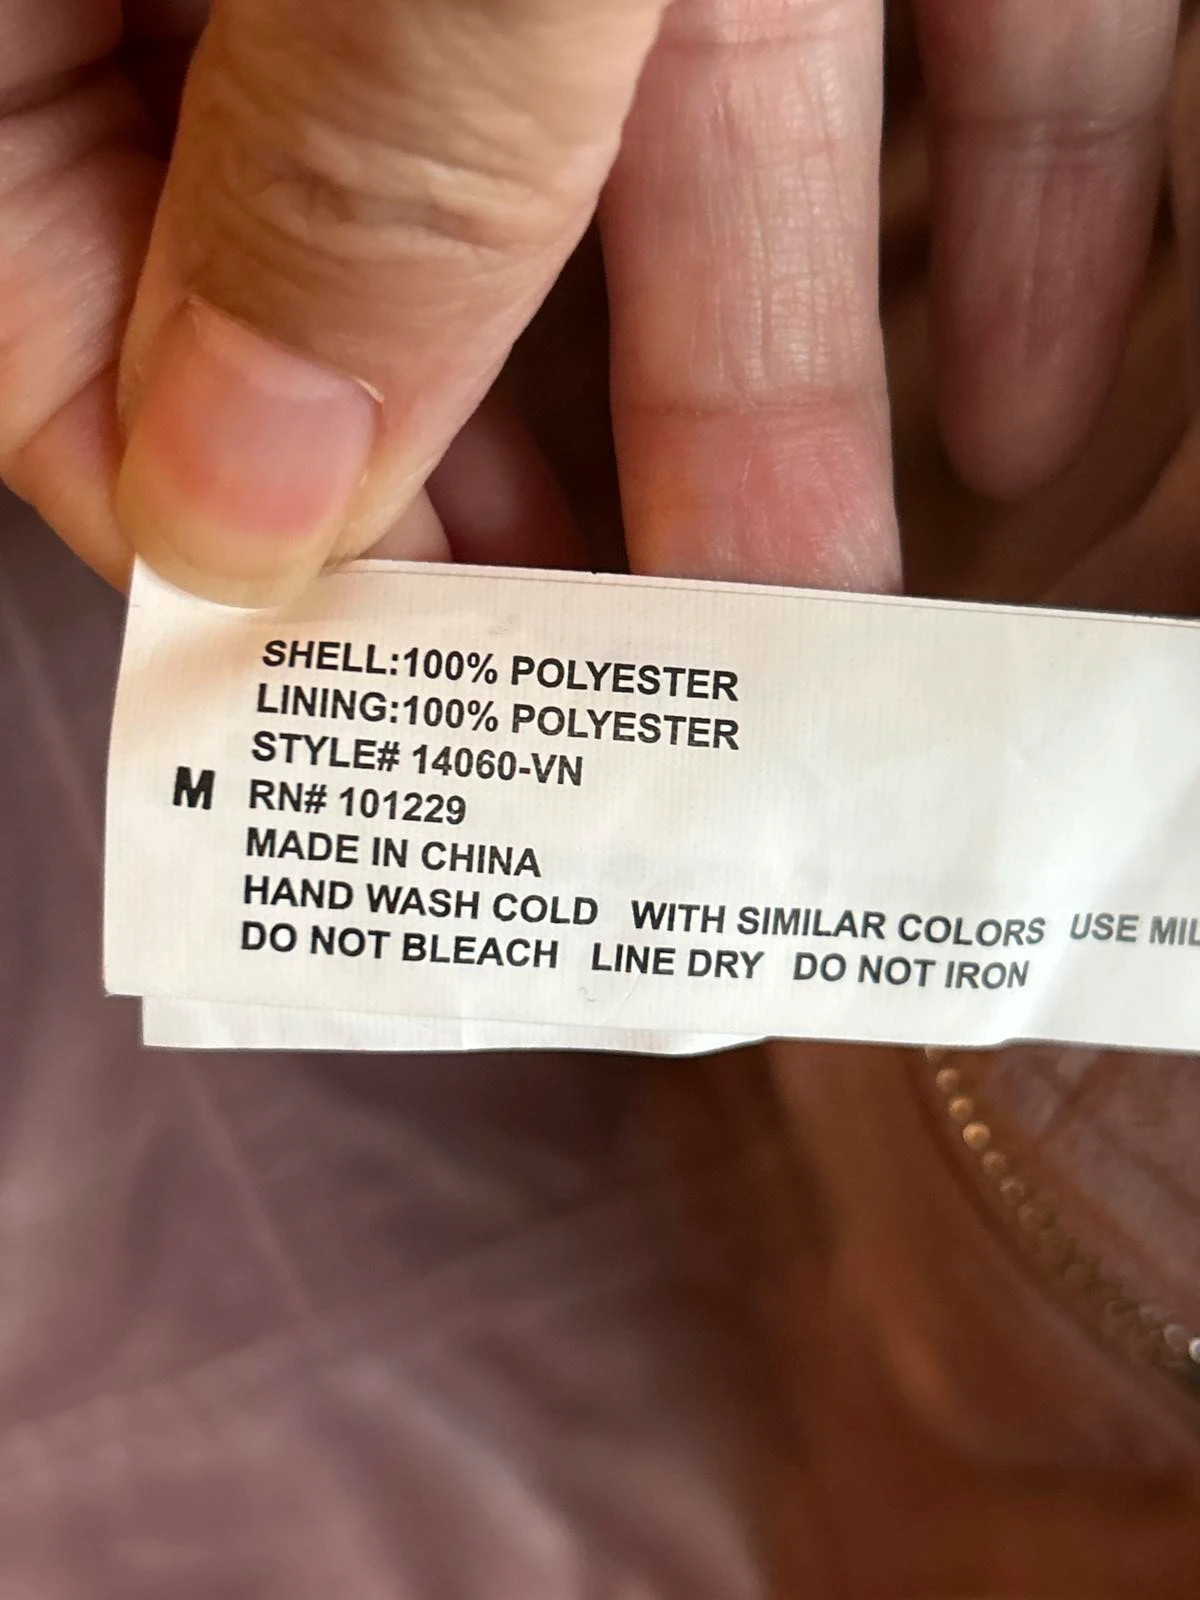 SHELL:100% POLYESTER
LINING:100% POLYESTER
STYLE# 14060-VN
M RN# 101229
MADE IN CHINA
HAND WASH COLD WITH SIMILAR COLORS USE
DO NOT BLEACH LINE DRY DO NOT IRON